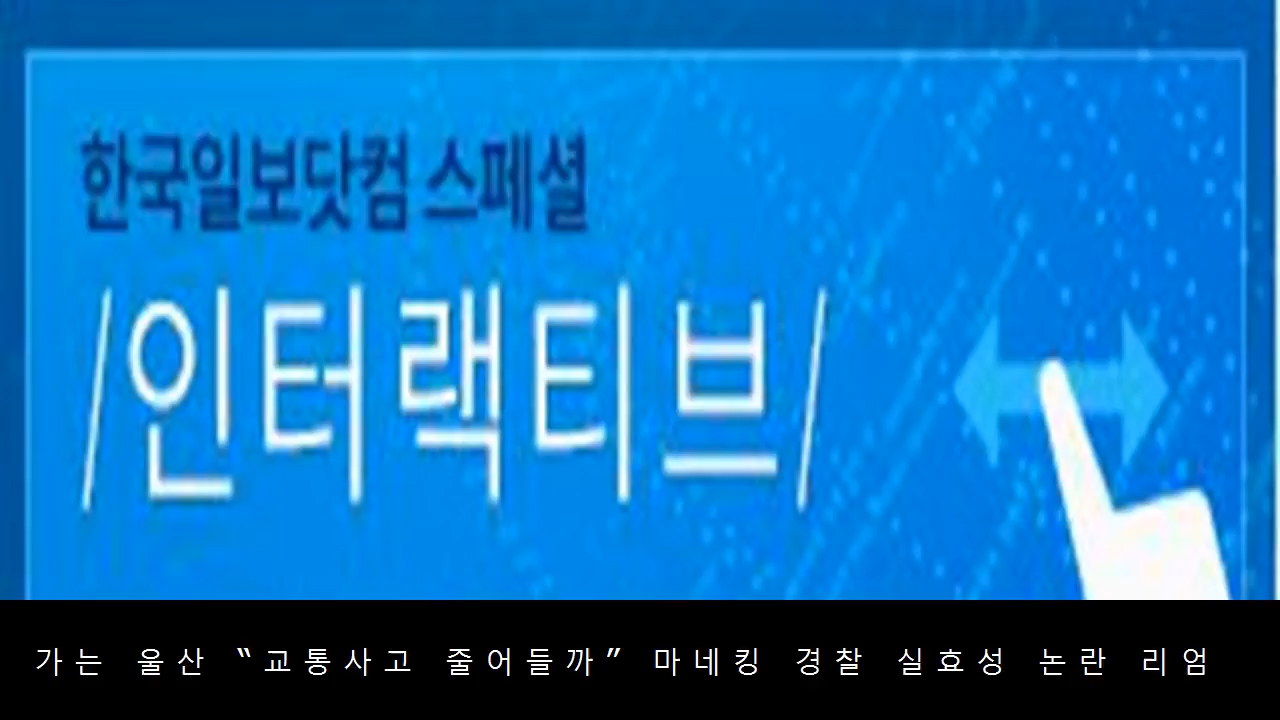 한국일보닷컴 스페셜
/인터랙티브/
가는 울산 “교통사고 줄어들까” 마네킹 경찰 실효성 논란 리엄